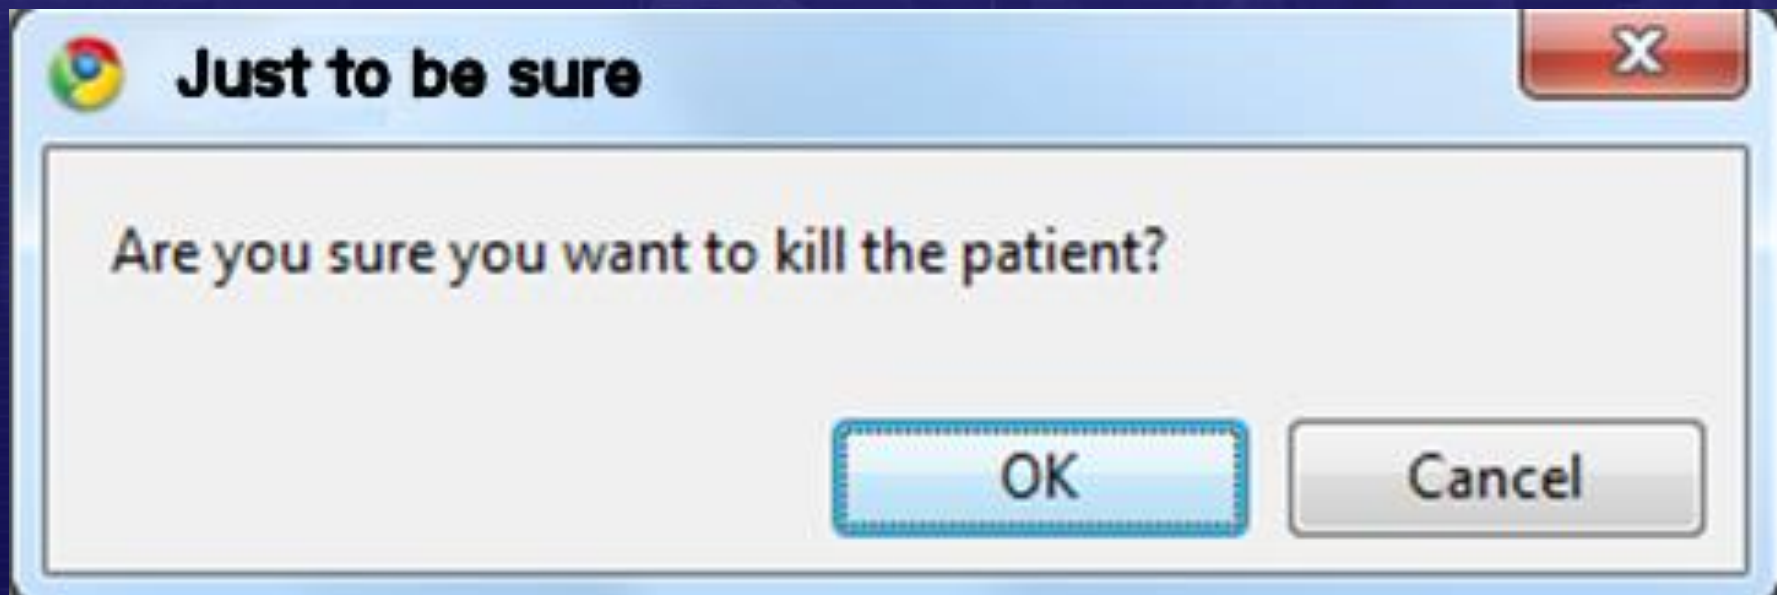 Just to be sure
Are you sure you want to kill the patient?
OK Cancel